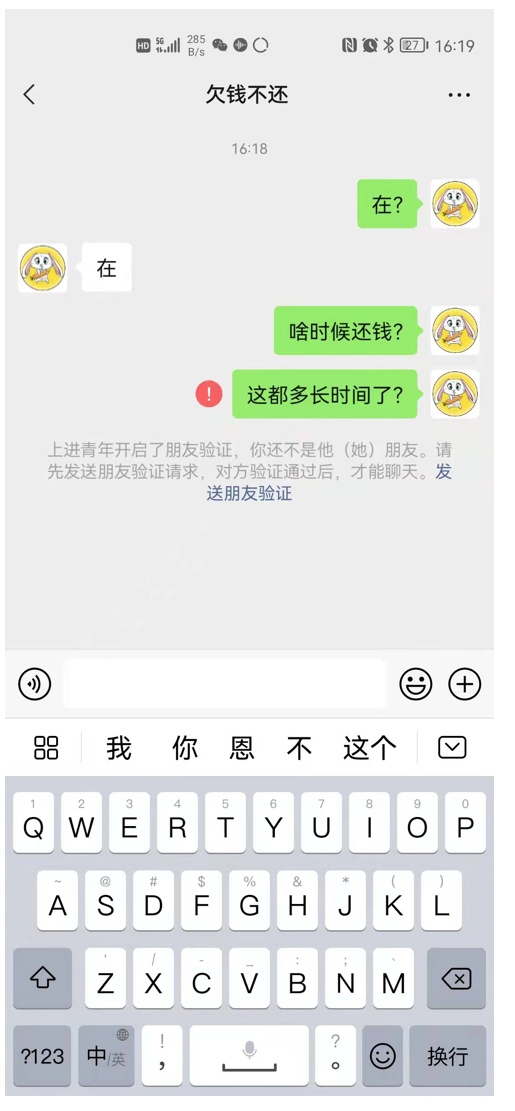 HD 5G 285 B/s 27 16:19
欠钱不还
16:18
在?
在
啥时候还钱?
!
这都多长时间了?
上进青年开启了朋友验证，你还不是他（她）朋友。请
先发送朋友验证请求，对方验证通过后，才能聊天。发
送朋友验证
我 你 恩 不 这个
1 2 3 4 5 6 7 8 9 0
Q W E R T Y U I O P
~ @ # $ % & * ( )
A S D F G H J K L
' / - _ : ; 、
Z X C V B N M
?123 中/英 ! ， ? 。 换行